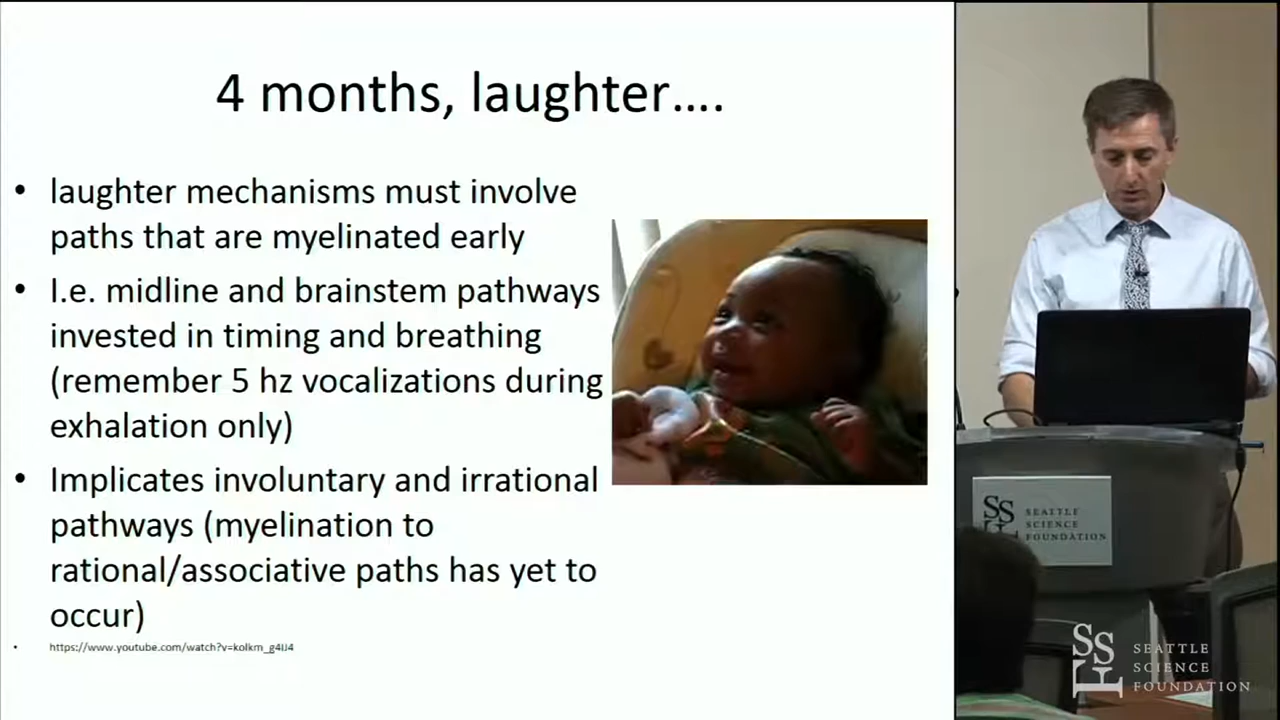 4 months, laughter....
• laughter mechanisms must involve
paths that are myelinated early
• I.e. midline and brainstem pathways
invested in timing and breathing
(remember 5 hz vocalizations during
exhalation only)
• Implicates involuntary and irrational
pathways (myelination to
rational/associative paths has yet to
occur)
• https://www.youtube.com/watch?v=kolkm_g4IJ4
SSF
SEATTLE
SCIENCE
FOUNDATION
SSF
SEATTLE
SCIENCE
FOUNDATION